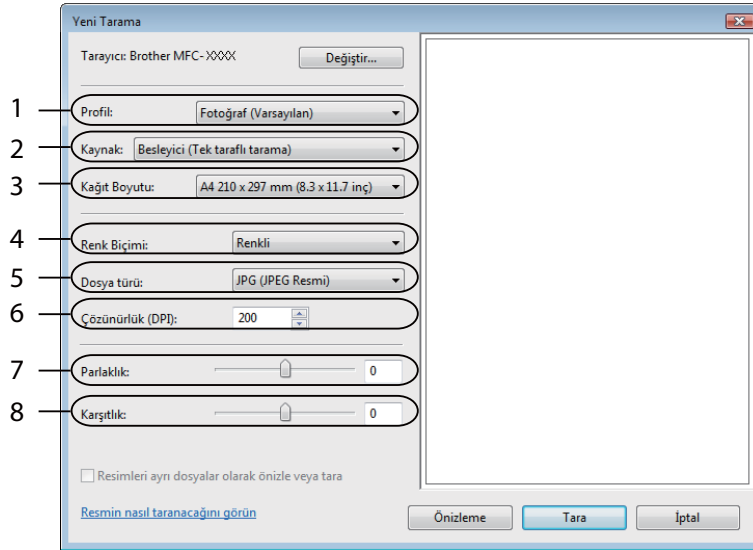 Yeni Tarama
Tarayıcı: Brother MFC-XXXX Değiştir...
1 Profil: Fotoğraf (Varsayılan)
2 Kaynak: Besleyici (Tek taraflı tarama)
3 Kağıt Boyutu: A4 210 x 297 mm (8.3 x 11.7 inç)
4 Renk Biçimi: Renkli
5 Dosya türü: JPG (JPEG Resmi)
6 Çözünürlük (DPI): 200
7 Parlaklık: 0
8 Karşıtlık: 0
Resimleri ayrı dosyalar olarak önizle veya tara
Resmin nasıl taranacağını görün Önizleme Tara İptal